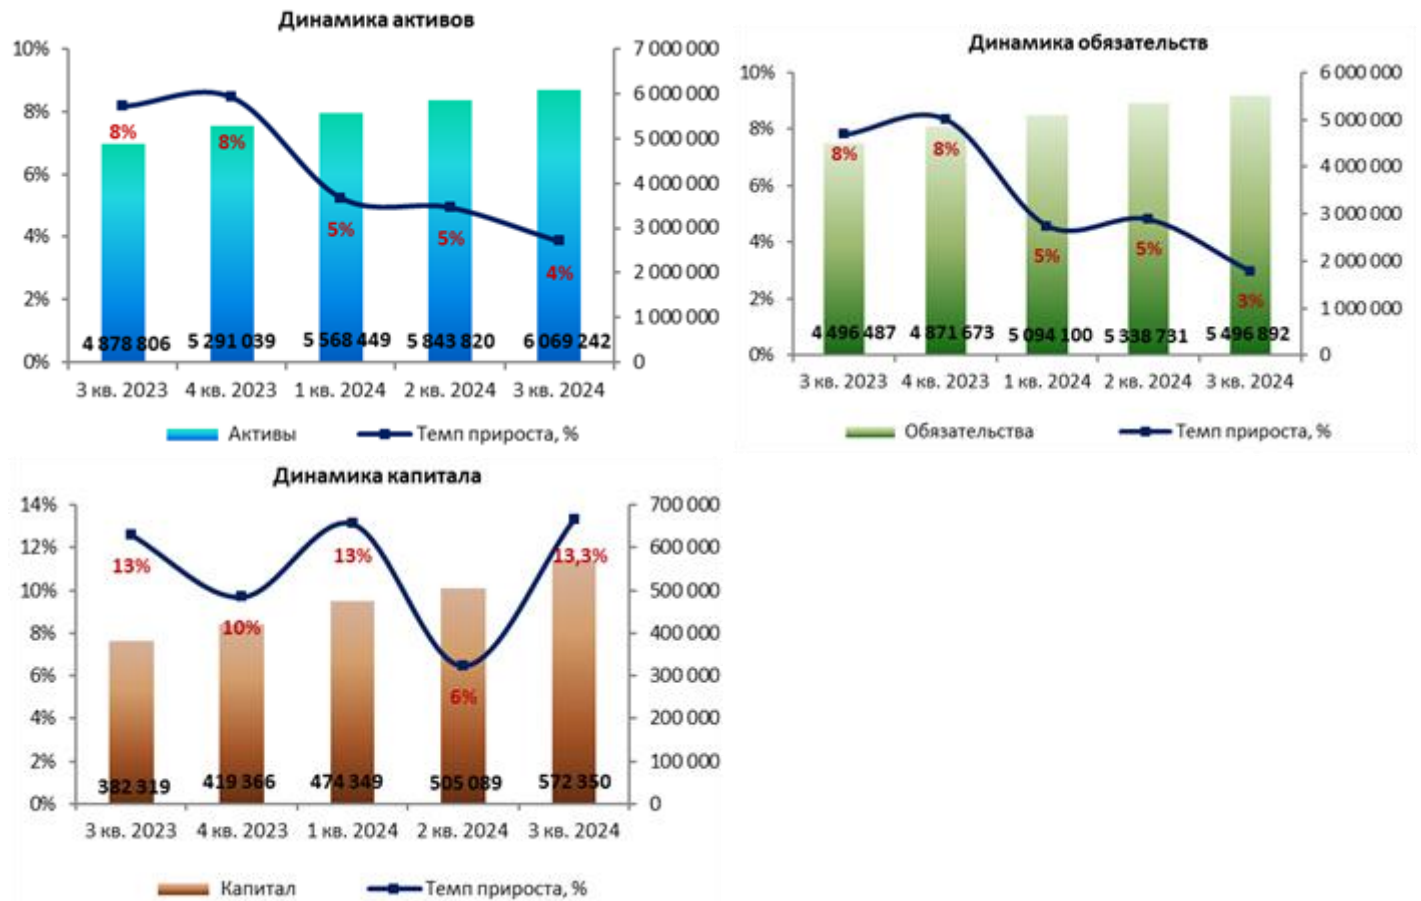 Динамика активов
10%
8%
6%
4%
2%
0%
7 000 000
6 000 000
5 000 000
4 000 000
3 000 000
2 000 000
1 000 000
0
8%
8%
5%
5%
4%
4 878 806
5 291 039
5 568 449
5 843 820
6 069 242
3 кв. 2023
4 кв. 2023
1 кв. 2024
2 кв. 2024
3 кв. 2024
Активы
Темп прироста, %
Динамика обязательств
10%
8%
6%
4%
2%
0%
6 000 000
5 000 000
4 000 000
3 000 000
2 000 000
1 000 000
0
8%
8%
5%
5%
3%
4 496 487
4 871 673
5 094 100
5 338 731
5 496 892
3 кв. 2023
4 кв. 2023
1 кв. 2024
2 кв. 2024
3 кв. 2024
Обязательства
Темп прироста, %
Динамика капитала
14%
12%
10%
8%
6%
4%
2%
0%
700 000
600 000
500 000
400 000
300 000
200 000
100 000
0
13%
10%
13%
6%
13,3%
382 319
419 366
474 349
505 089
572 350
3 кв. 2023
4 кв. 2023
1 кв. 2024
2 кв. 2024
3 кв. 2024
Капитал
Темп прироста, %